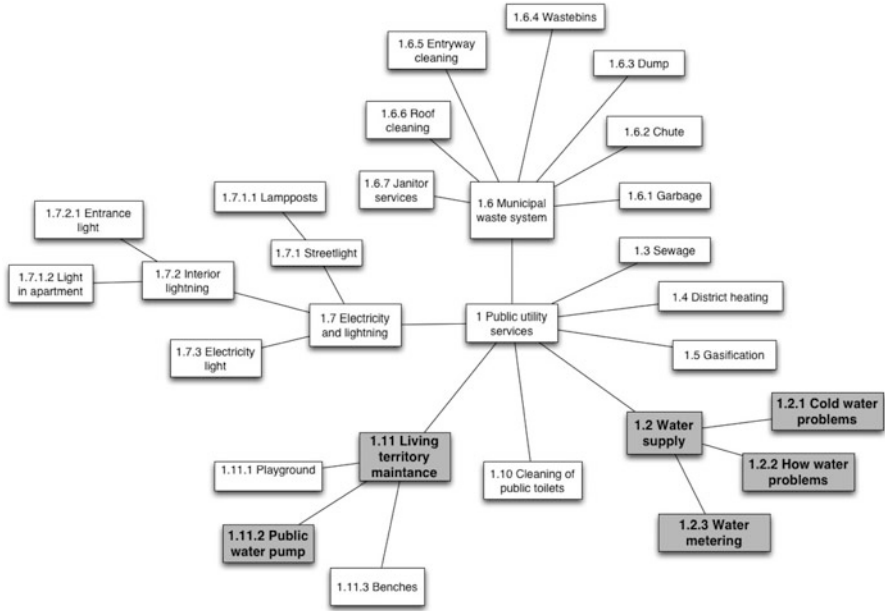 1.6.4 Wastebins
1.6.5 Entryway
cleaning
1.6.3 Dump
1.6.6 Roof
cleaning
1.6.2 Chute
1.6.7 Janitor
services
1.6 Municipal
waste system
1.6.1 Garbage
1.7.1.1 Lampposts
1.7.2.1 Entrance
light
1.7.1 Streetlight
1.3 Sewage
1.7.1.2 Light
in apartment
1.7.2 Interior
lightning
1.4 District heating
1.7 Electricity
and lightning
1 Public utility
services
1.7.3 Electricity
light
1.5 Gasification
1.2.1 Cold water
problems
1.2 Water
supply
1.11 Living
territory
maintance
1.11.1 Playground
1.10 Cleaning of
public toilets
1.2.2 How water
problems
1.11.2 Public
water pump
1.2.3 Water
metering
1.11.3 Benches